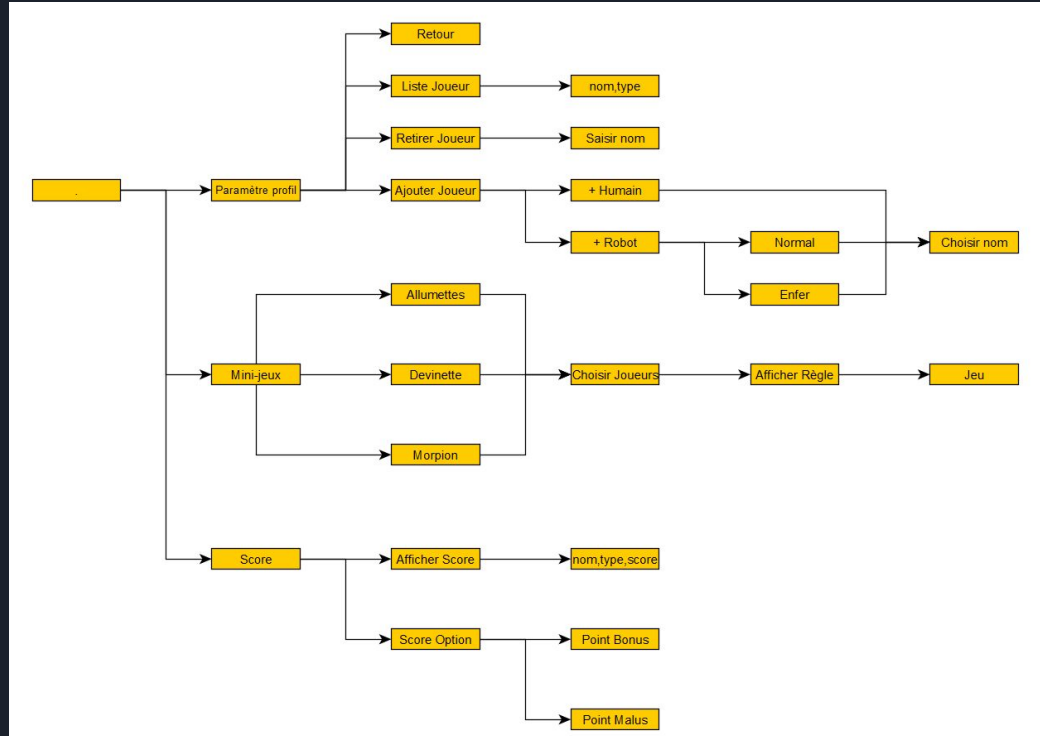 Retour
Liste Joueur
nom,type
Retirer Joueur
Saisir nom
.
Paramètre profil
Ajouter Joueur
+ Humain
+ Robot
Normal
Choisir nom
Enfer
Allumettes
Mini-jeux
Devinette
Choisir Joueurs
Afficher Règle
Jeu
Morpion
Score
Afficher Score
nom,type,score
Score Option
Point Bonus
Point Malus